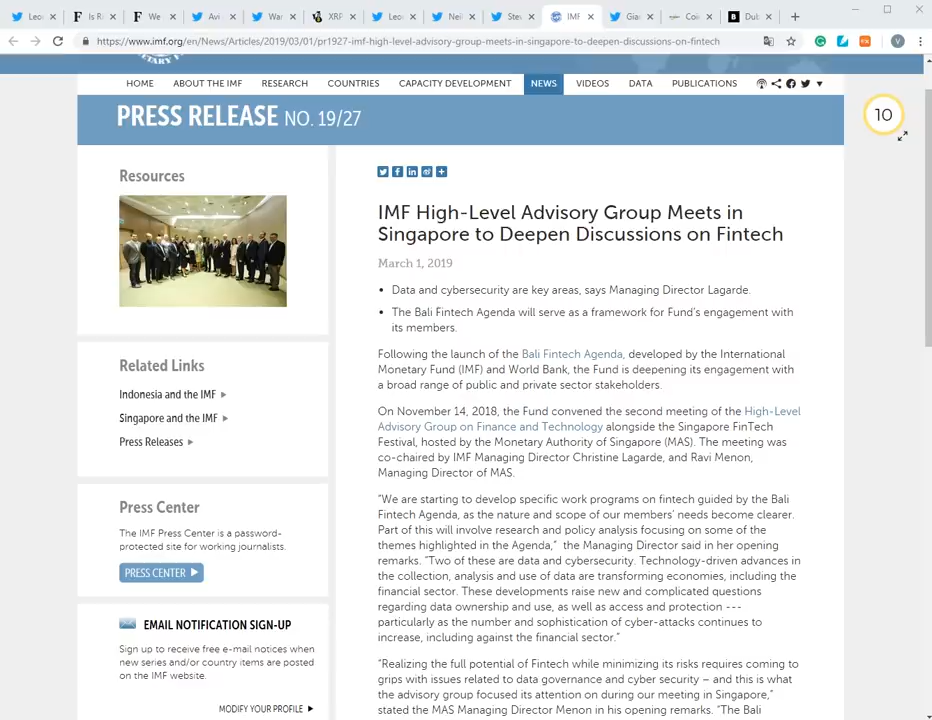 Leo
Is Ri
We
Avi
War
XRF
Leo
Nei
Ste
IMF
Gia
Coi
Dub
https://www.imf.org/en/News/Articles/2019/03/01/pr1927-imf-high-level-advisory-group-meets-in-singapore-to-deepen-discussions-on-fintech
V
HOME ABOUT THE IMF RESEARCH COUNTRIES CAPACITY DEVELOPMENT NEWS VIDEOS DATA PUBLICATIONS
PRESS RELEASE NO. 19/27
10
Resources
Related Links
Indonesia and the IMF
Singapore and the IMF
Press Releases
Press Center
The IMF Press Center is a password-
protected site for working journalists.
PRESS CENTER
EMAIL NOTIFICATION SIGN-UP
Sign up to receive free e-mail notices when
new series and/or country items are posted
on the IMF website.
MODIFY YOUR PROFILE
IMF High-Level Advisory Group Meets in
Singapore to Deepen Discussions on Fintech
March 1, 2019
• Data and cybersecurity are key areas, says Managing Director Lagarde.
• The Bali Fintech Agenda will serve as a framework for Fund's engagement with
its members.
Following the launch of the Bali Fintech Agenda, developed by the International
Monetary Fund (IMF) and World Bank, the Fund is deepening its engagement with
a broad range of public and private sector stakeholders.
On November 14, 2018, the Fund convened the second meeting of the High-Level
Advisory Group on Finance and Technology alongside the Singapore FinTech
Festival, hosted by the Monetary Authority of Singapore (MAS). The meeting was
co-chaired by IMF Managing Director Christine Lagarde, and Ravi Menon,
Managing Director of MAS.
"We are starting to develop specific work programs on fintech guided by the Bali
Fintech Agenda, as the nature and scope of our members' needs become clearer.
Part of this will involve research and policy analysis focusing on some of the
themes highlighted in the Agenda," the Managing Director said in her opening
remarks. "Two of these are data and cybersecurity. Technology-driven advances in
the collection, analysis and use of data are transforming economies, including the
financial sector. These developments raise new and complicated questions
regarding data ownership and use, as well as access and protection ---
particularly as the number and sophistication of cyber-attacks continues to
increase, including against the financial sector."
"Realizing the full potential of Fintech while minimizing its risks requires coming to
grips with issues related to data governance and cyber security – and this is what
the advisory group focused its attention on during our meeting in Singapore,"
stated the MAS Managing Director Menon in his opening remarks. "The Bali